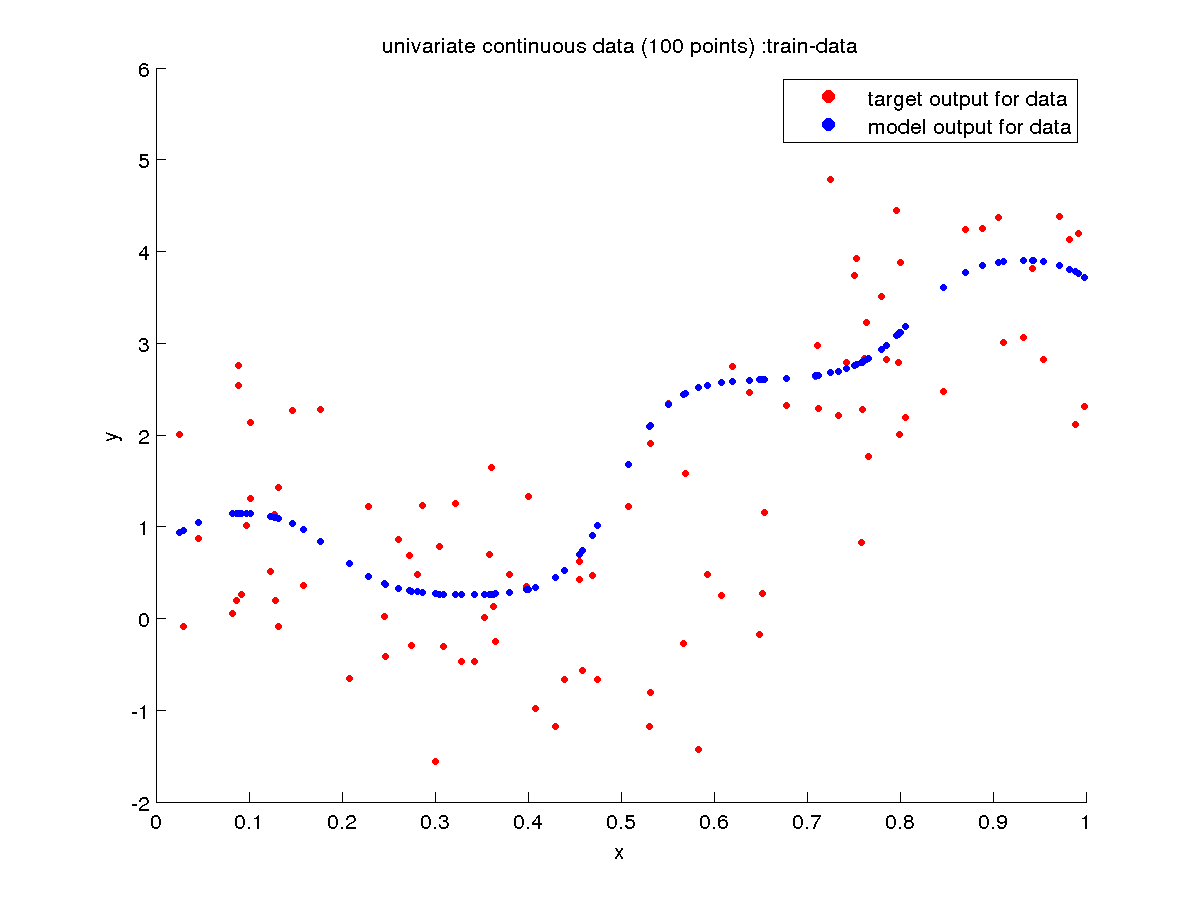 univariate continuous data (100 points) :train-data
target output for data
model output for data
6
5
4
3
2
1
0
-1
-2
y
0 0.1 0.2 0.3 0.4 0.5 0.6 0.7 0.8 0.9 1
x